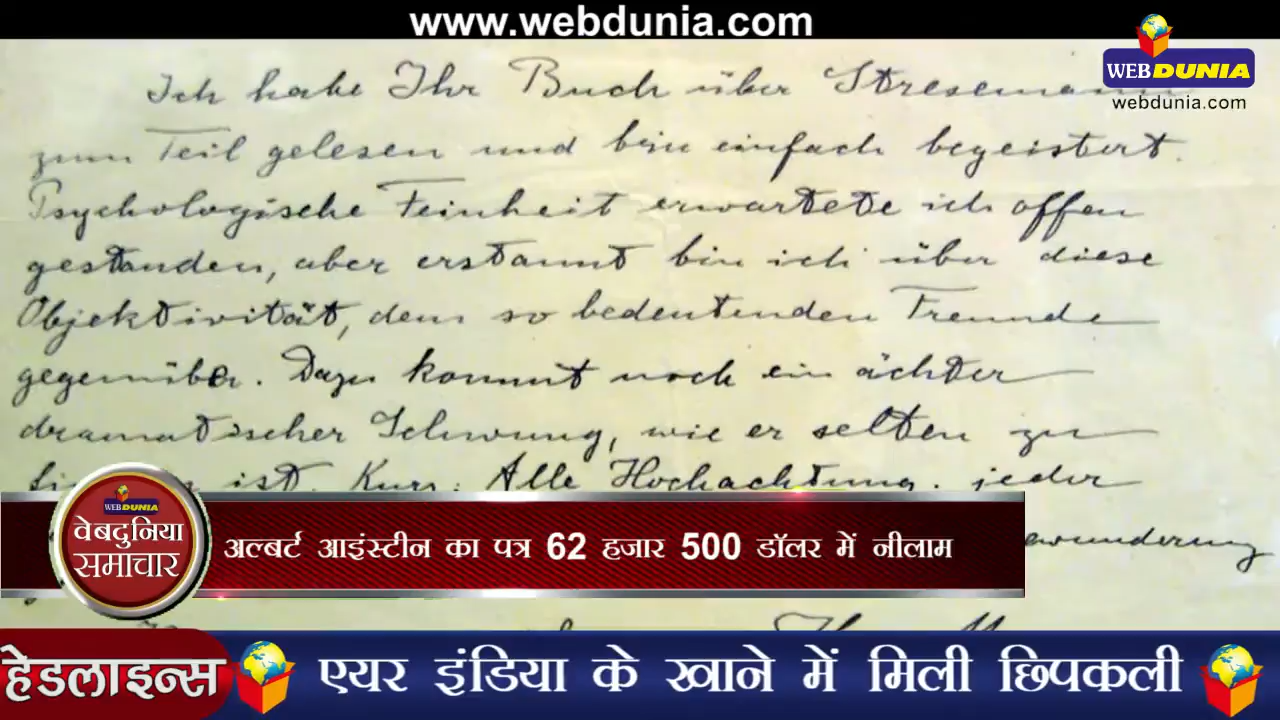 www.webdunia.com
WEBDUNIA
webdunia.com
Ich habe Ihr Buch über Stresemann
zum Teil gelesen und bin einfach begeistert.
Psychologische Feinheit erwartete ich offen
gestanden, aber erstaunt bin ich über diese
Objektivität, dem so bedeutenden Freunde
gegenüber. Dazu kommt noch ein ächter
dramatischer Schwung, wie er selten zu
ist. Kurz: Alle Hochachtung. jeder
WEBDUNIA
वेबदुनिया
समाचार
अल्बर्ट आइंस्टीन का पत्र 62 हजार 500 डॉलर में नीलाम
हेडलाइन्स
एयर इंडिया के खाने में मिली छिपकली